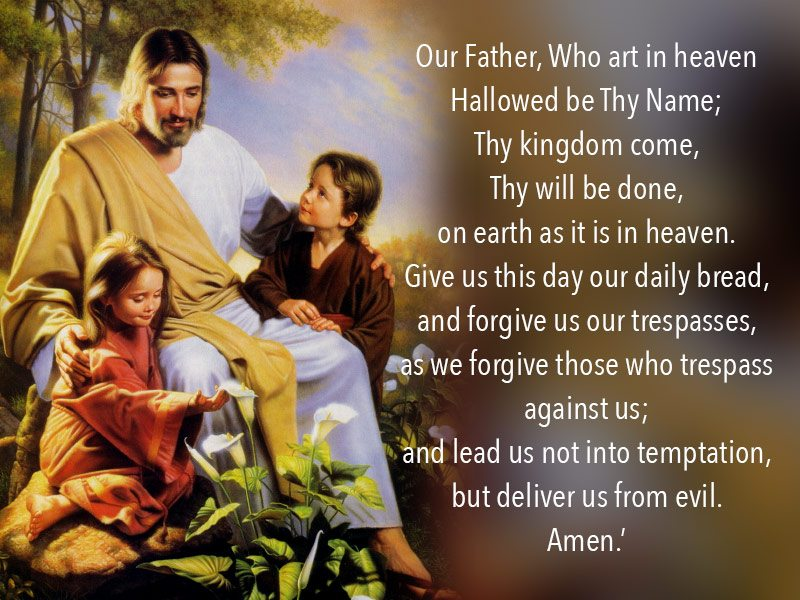 Our Father, Who art in heaven
Hallowed be Thy Name;
Thy kingdom come,
Thy will be done,
on earth as it is in heaven.
Give us this day our daily bread,
and forgive us our trespasses,
as we forgive those who trespass
against us;
and lead us not into temptation,
but deliver us from evil.
Amen.’